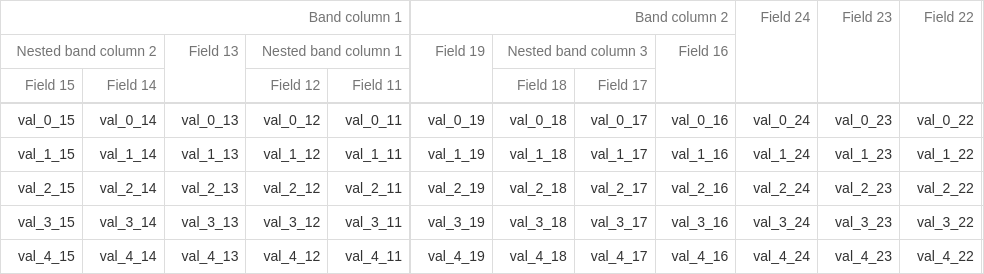 Band column 1 Band column 2 Field 24 Field 23 Field 22
Nested band column 2 Field 13 Nested band column 1 Field 19 Nested band column 3 Field 16
Field 15 Field 14 Field 12 Field 11 Field 18 Field 17
val_0_15 val_0_14 val_0_13 val_0_12 val_0_11 val_0_19 val_0_18 val_0_17 val_0_16 val_0_24 val_0_23 val_0_22
val_1_15 val_1_14 val_1_13 val_1_12 val_1_11 val_1_19 val_1_18 val_1_17 val_1_16 val_1_24 val_1_23 val_1_22
val_2_15 val_2_14 val_2_13 val_2_12 val_2_11 val_2_19 val_2_18 val_2_17 val_2_16 val_2_24 val_2_23 val_2_22
val_3_15 val_3_14 val_3_13 val_3_12 val_3_11 val_3_19 val_3_18 val_3_17 val_3_16 val_3_24 val_3_23 val_3_22
val_4_15 val_4_14 val_4_13 val_4_12 val_4_11 val_4_19 val_4_18 val_4_17 val_4_16 val_4_24 val_4_23 val_4_22